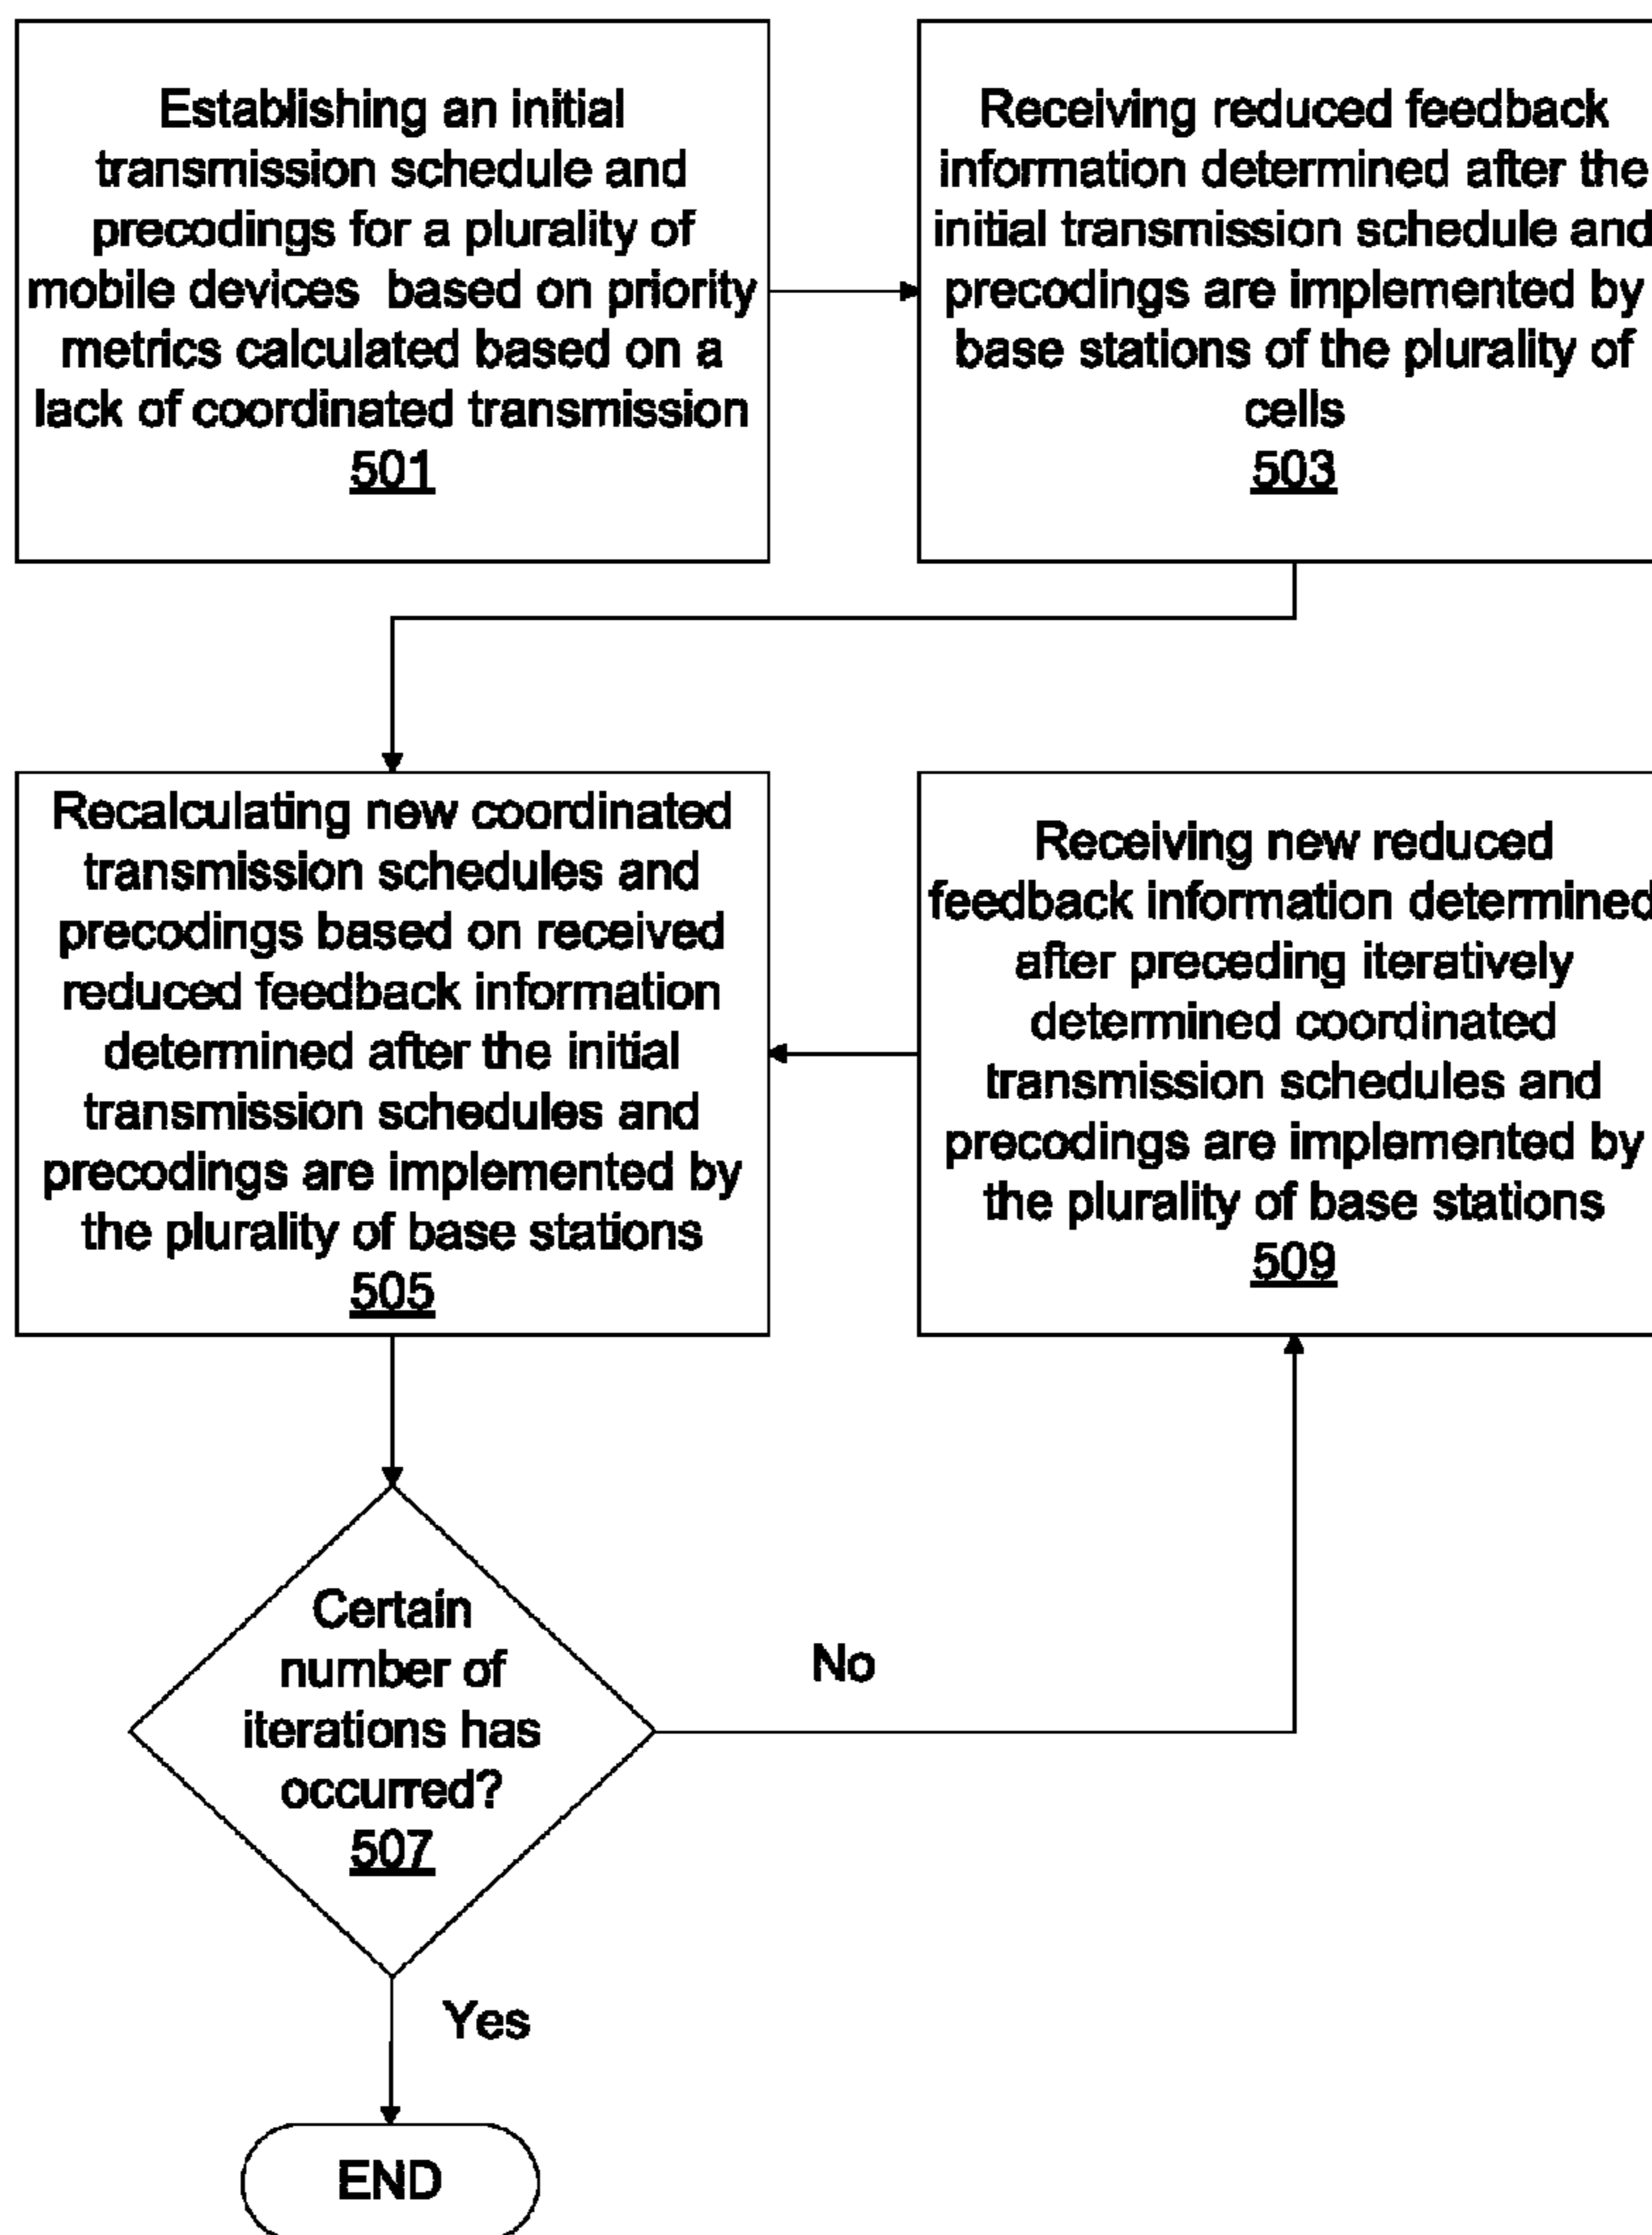 Establishing an initial
transmission schedule and
precodings for a plurality of
mobile devices based on priority
metrics calculated based on a
lack of coordinated transmission
501
Receiving reduced feedback
information determined after the
initial transmission schedule and
precodings are implemented by
base stations of the plurality of
cells
503
Recalculating new coordinated
transmission schedules and
precodings based on received
reduced feedback information
determined after the initial
transmission schedules and
precodings are implemented by
the plurality of base stations
505
Receiving new reduced
feedback information determined
after preceding iteratively
determined coordinated
transmission schedules and
precodings are implemented by
the plurality of base stations
509
Certain
number of
iterations has
occurred?
507
No
Yes
END